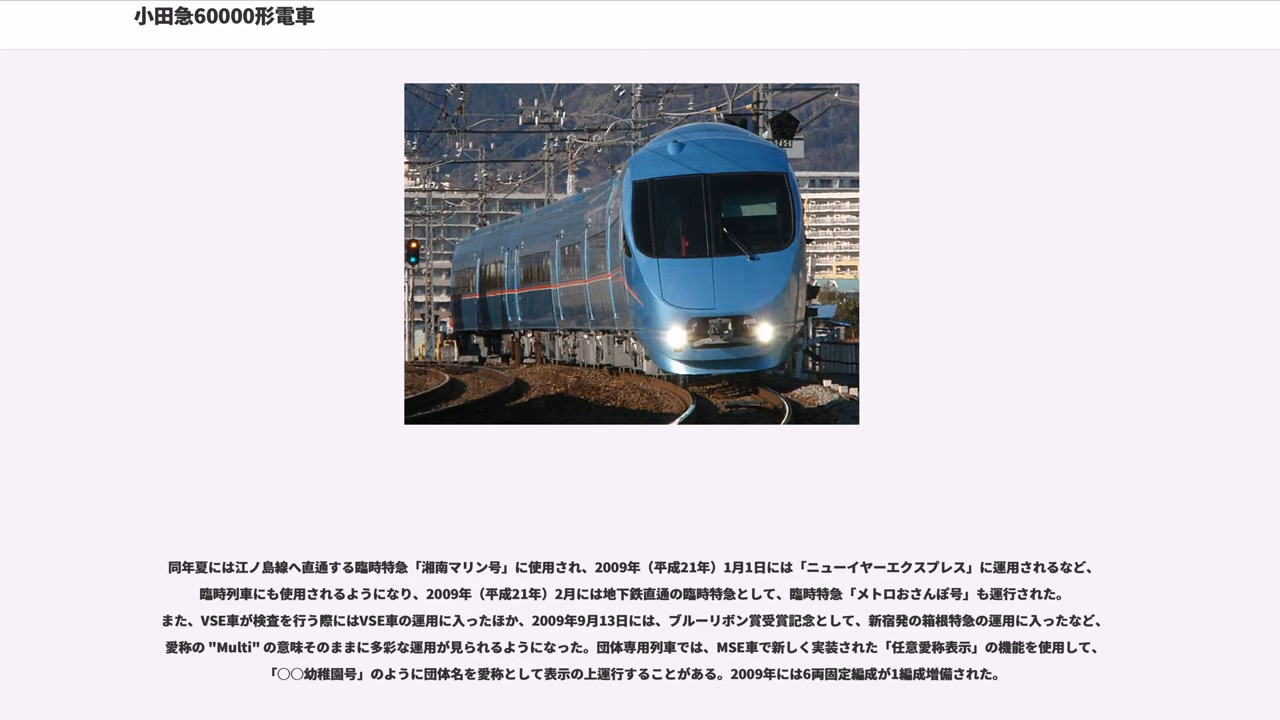 小田急60000形電車
同年夏には江ノ島線へ直通する臨時特急「湘南マリン号」に使用され、2009年（平成21年）1月1日には「ニューイヤーエクスプレス」に運用されるなど、
臨時列車にも使用されるようになり、2009年（平成21年）2月には地下鉄直通の臨時特急として、臨時特急「メトロおさんぽ号」も運行された。
また、VSE車が検査を行う際にはVSE車の運用に入ったほか、2009年9月13日には、ブルーリボン賞受賞記念として、新宿発の箱根特急の運用に入ったなど、
愛称の "Multi" の意味そのままに多彩な運用が見られるようになった。団体専用列車では、MSE車で新しく実装された「任意愛称表示」の機能を使用して、
「〇〇幼稚園号」のように団体名を愛称として表示の上運行することがある。2009年には6両固定編成が1編成増備された。